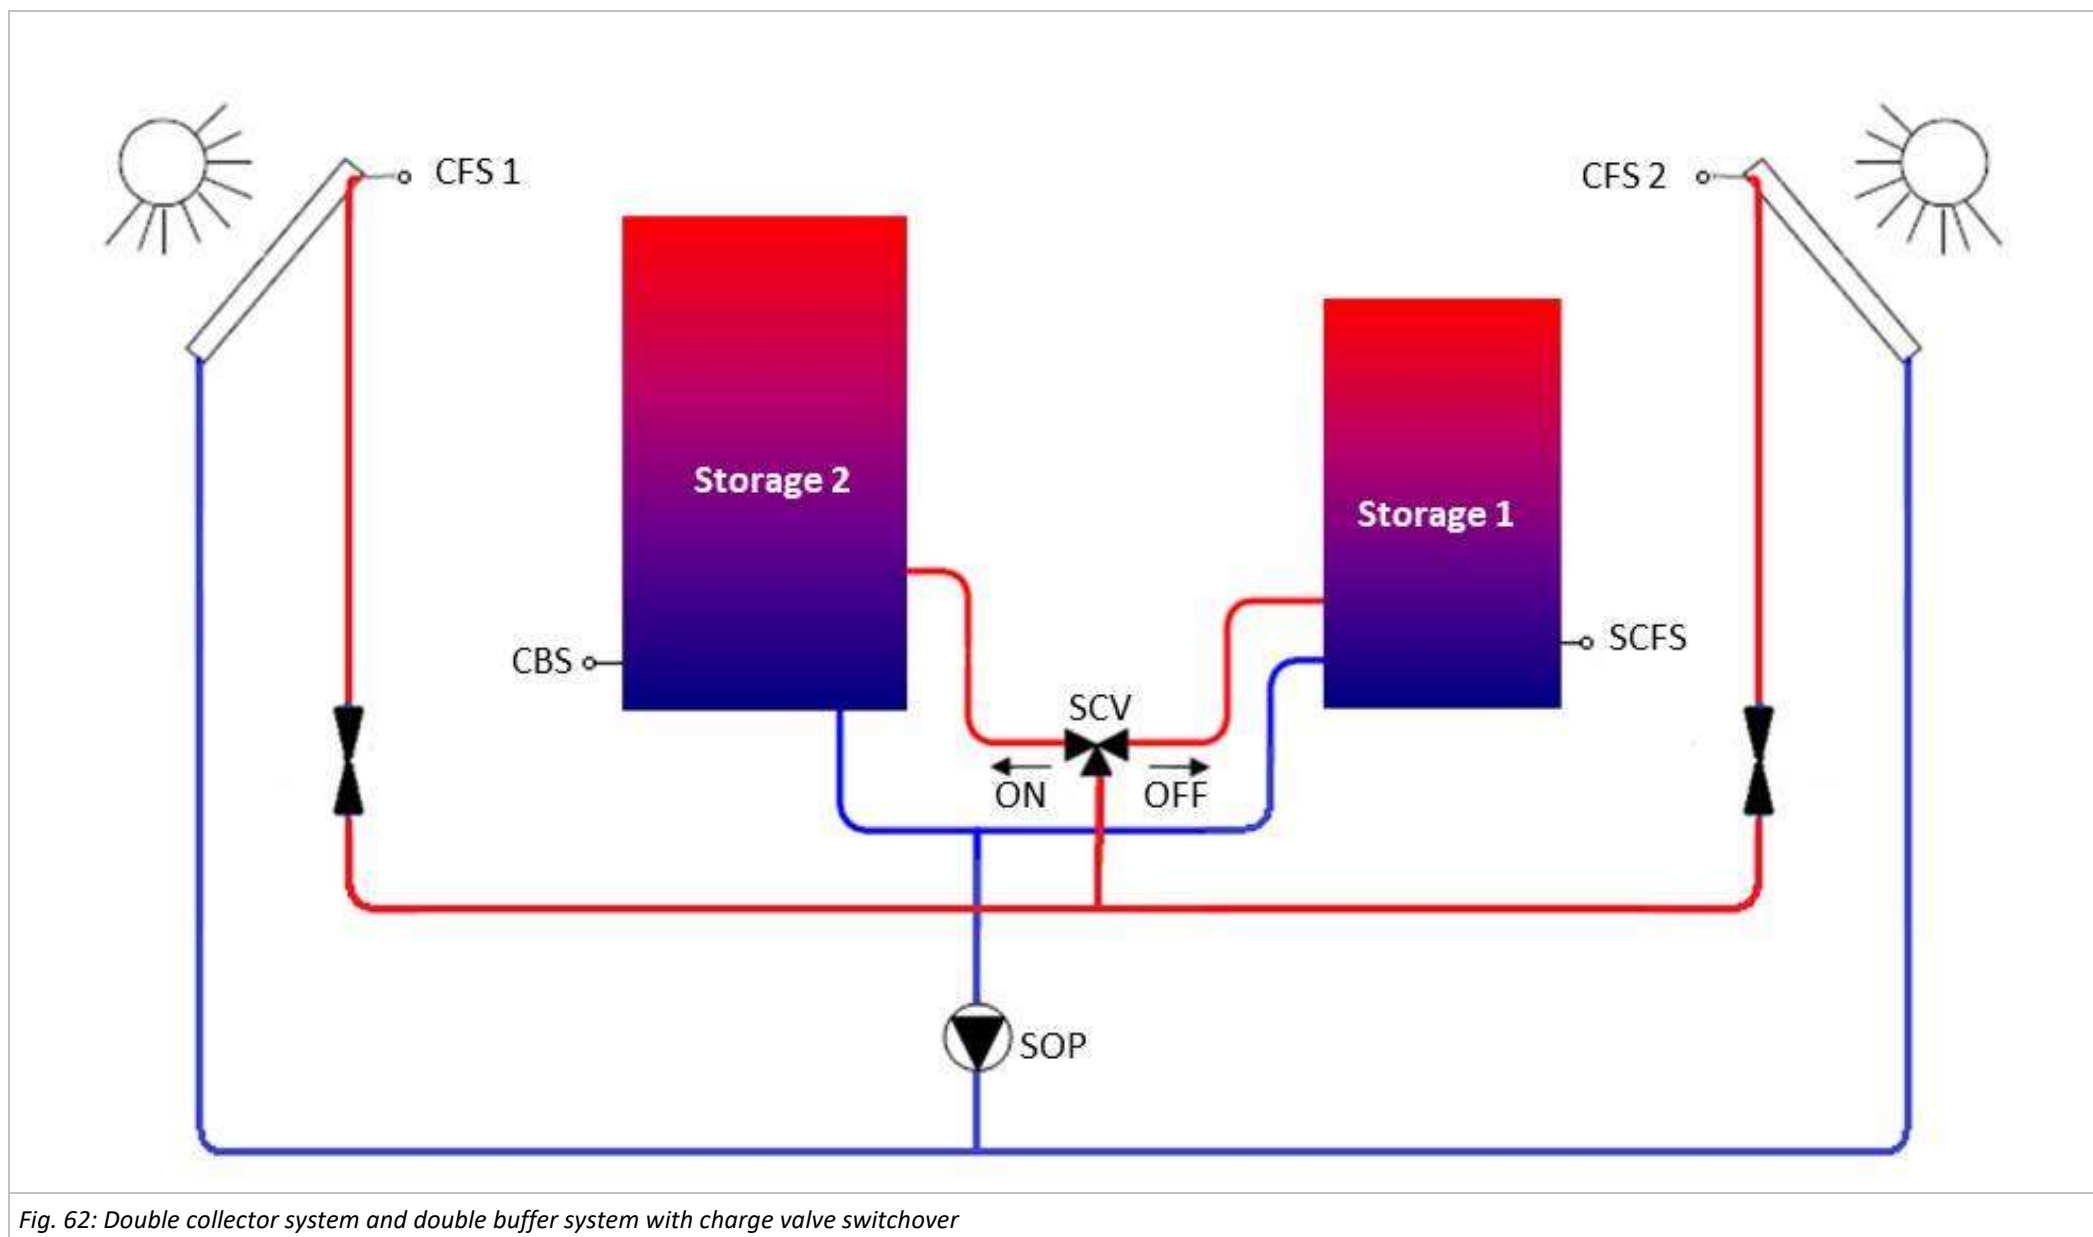 CFS 1
CFS 2
Storage 2
Storage 1
CBS
SCFS
SCV
ON
OFF
SOP
Fig. 62: Double collector system and double buffer system with charge valve switchover